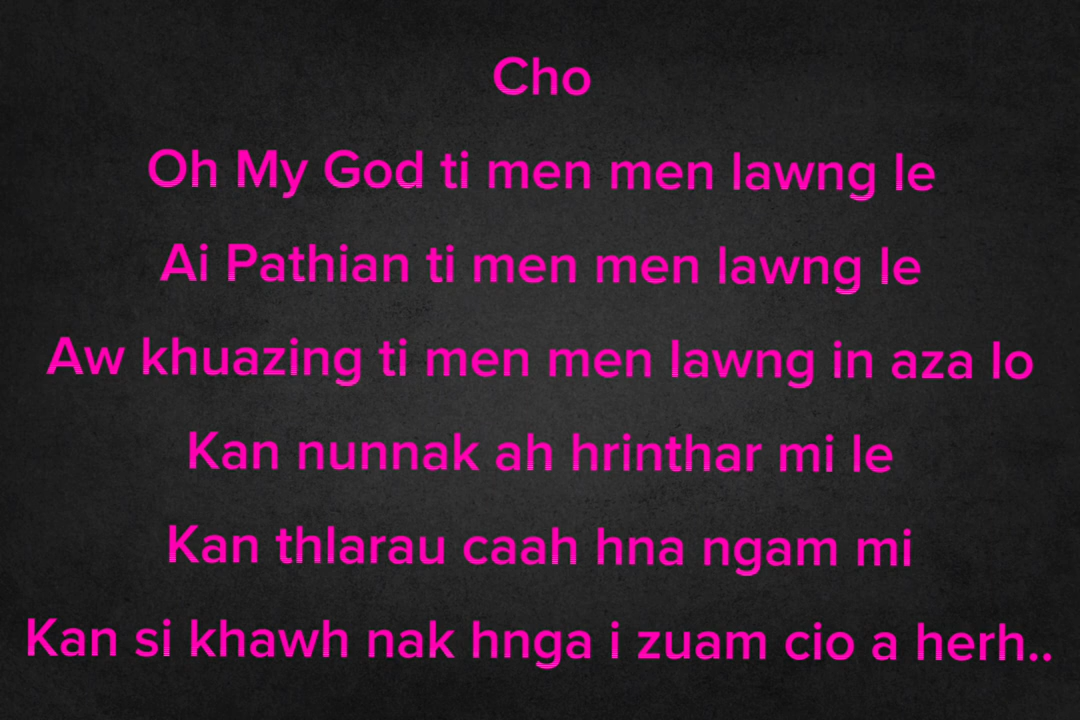 Cho
Oh My God ti men men lawng le
Ai Pathian ti men men lawng le
Aw khuazing ti men men lawng in aza lo
Kan nunnak ah hrinthar mi le
Kan thlarau caah hna ngam mi
Kan si khawh nak hnga i zuam cio a herh..